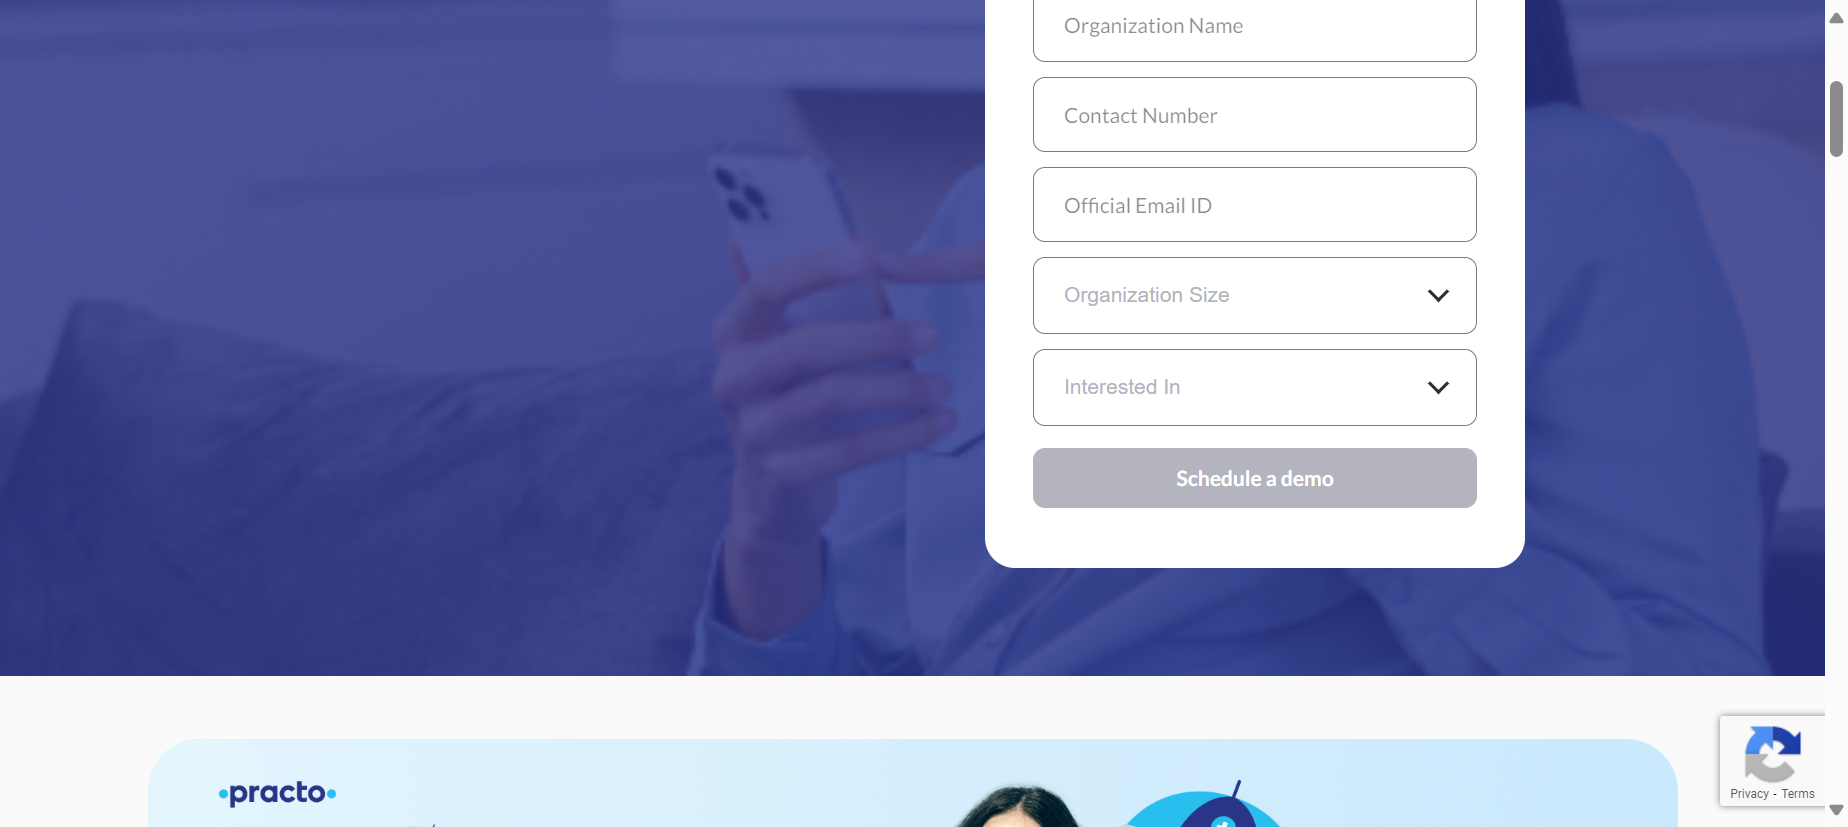 Organization Name
Contact Number
Official Email ID
Organization Size
Interested In
Schedule a demo
practo
Privacy - Terms